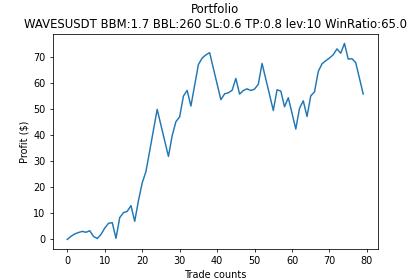 Portfolio
WAVESUSDT BBM:1.7 BBL:260 SL:0.6 TP:0.8 lev:10 WinRatio:65.0
Profit ($)
70
60
50
40
30
20
10
0
0 10 20 30 40 50 60 70 80
Trade counts